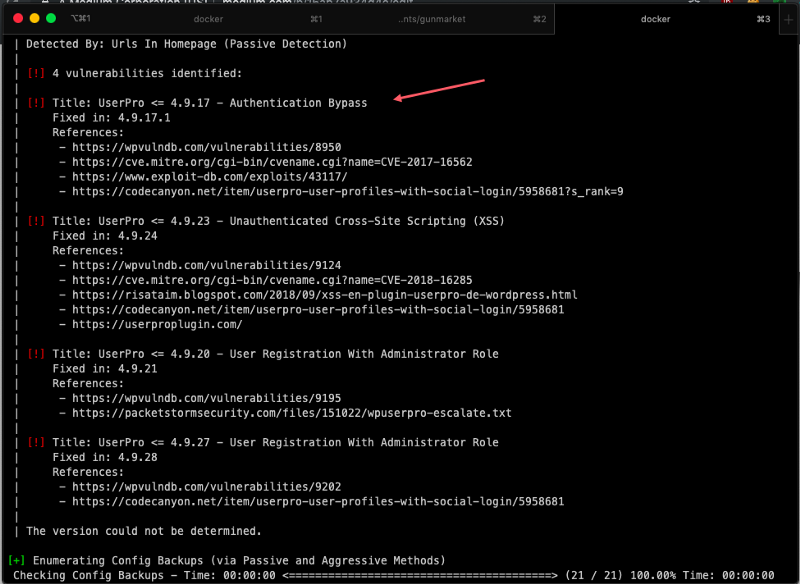 A Medium Corporation [US] | medium.com/
⌥⌘1
docker ⌘1
..nts/gunmarket ⌘2
docker ⌘3
| Detected By: Urls In Homepage (Passive Detection)
|
| [!] 4 vulnerabilities identified:
|
| [!] Title: UserPro <= 4.9.17 - Authentication Bypass
| Fixed in: 4.9.17.1
| References:
| - https://wpvulndb.com/vulnerabilities/8950
| - https://cve.mitre.org/cgi-bin/cvename.cgi?name=CVE-2017-16562
| - https://www.exploit-db.com/exploits/43117/
| - https://codecanyon.net/item/userpro-user-profiles-with-social-login/5958681?s_rank=9
|
| [!] Title: UserPro <= 4.9.23 - Unauthenticated Cross-Site Scripting (XSS)
| Fixed in: 4.9.24
| References:
| - https://wpvulndb.com/vulnerabilities/9124
| - https://cve.mitre.org/cgi-bin/cvename.cgi?name=CVE-2018-16285
| - https://risataim.blogspot.com/2018/09/xss-en-plugin-userpro-de-wordpress.html
| - https://codecanyon.net/item/userpro-user-profiles-with-social-login/5958681
| - https://userproplugin.com/
|
| [!] Title: UserPro <= 4.9.20 - User Registration With Administrator Role
| Fixed in: 4.9.21
| References:
| - https://wpvulndb.com/vulnerabilities/9195
| - https://packetstormsecurity.com/files/151022/wpuserpro-escalate.txt
|
| [!] Title: UserPro <= 4.9.27 - User Registration With Administrator Role
| Fixed in: 4.9.28
| References:
| - https://wpvulndb.com/vulnerabilities/9202
| - https://codecanyon.net/item/userpro-user-profiles-with-social-login/5958681
|
| The version could not be determined.
[+] Enumerating Config Backups (via Passive and Aggressive Methods)
Checking Config Backups - Time: 00:00:00 <=======================================> (21 / 21) 100.00% Time: 00:00:00